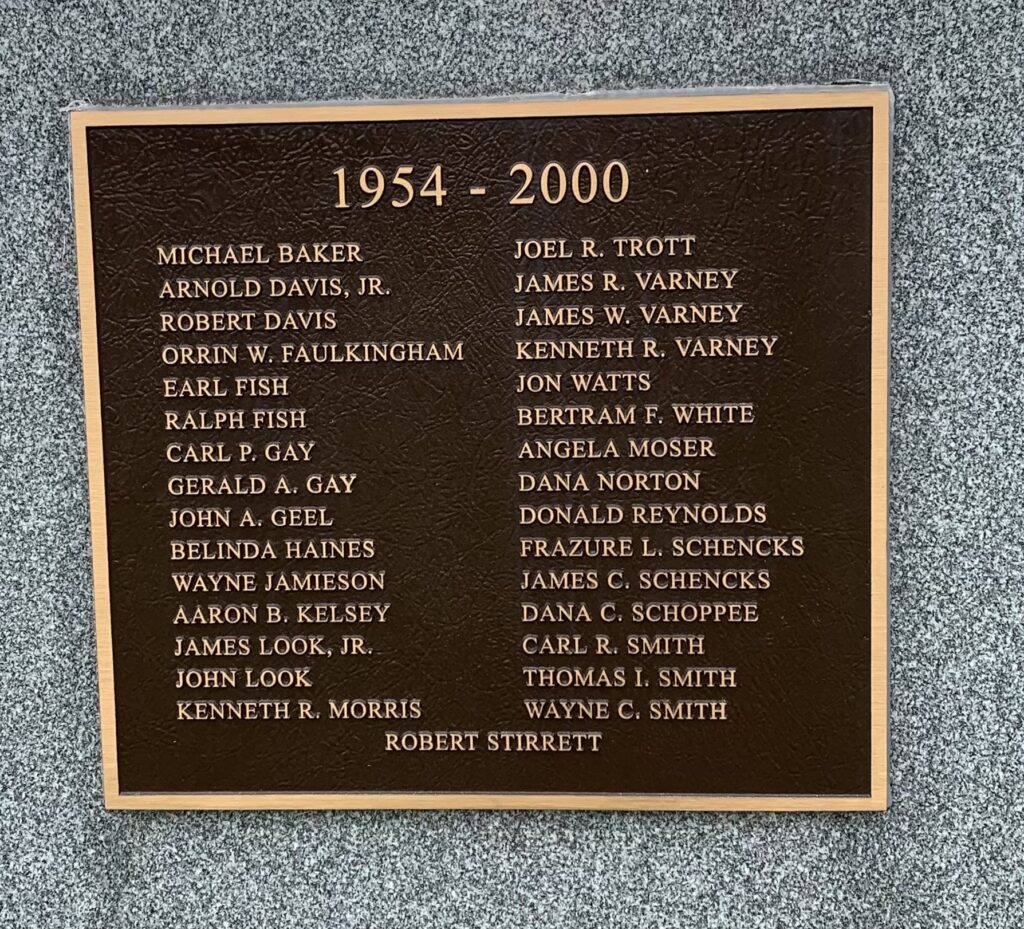 1954 - 2000
MICHAEL BAKER
ARNOLD DAVIS, JR.
ROBERT DAVIS
ORRIN W. FAULKINGHAM
EARL FISH
RALPH FISH
CARL P. GAY
GERALD A. GAY
JOHN A. GEEL
BELINDA HAINES
WAYNE JAMIESON
AARON B. KELSEY
JAMES LOOK, JR.
JOHN LOOK
KENNETH R. MORRIS
JOEL R. TROTT
JAMES R. VARNEY
JAMES W. VARNEY
KENNETH R. VARNEY
JON WATTS
BERTRAM F. WHITE
ANGELA MOSER
DANA NORTON
DONALD REYNOLDS
FRAZURE L. SCHENCKS
JAMES C. SCHENCKS
DANA C. SCHOPPEE
CARL R. SMITH
THOMAS I. SMITH
WAYNE C. SMITH
ROBERT STIRRETT